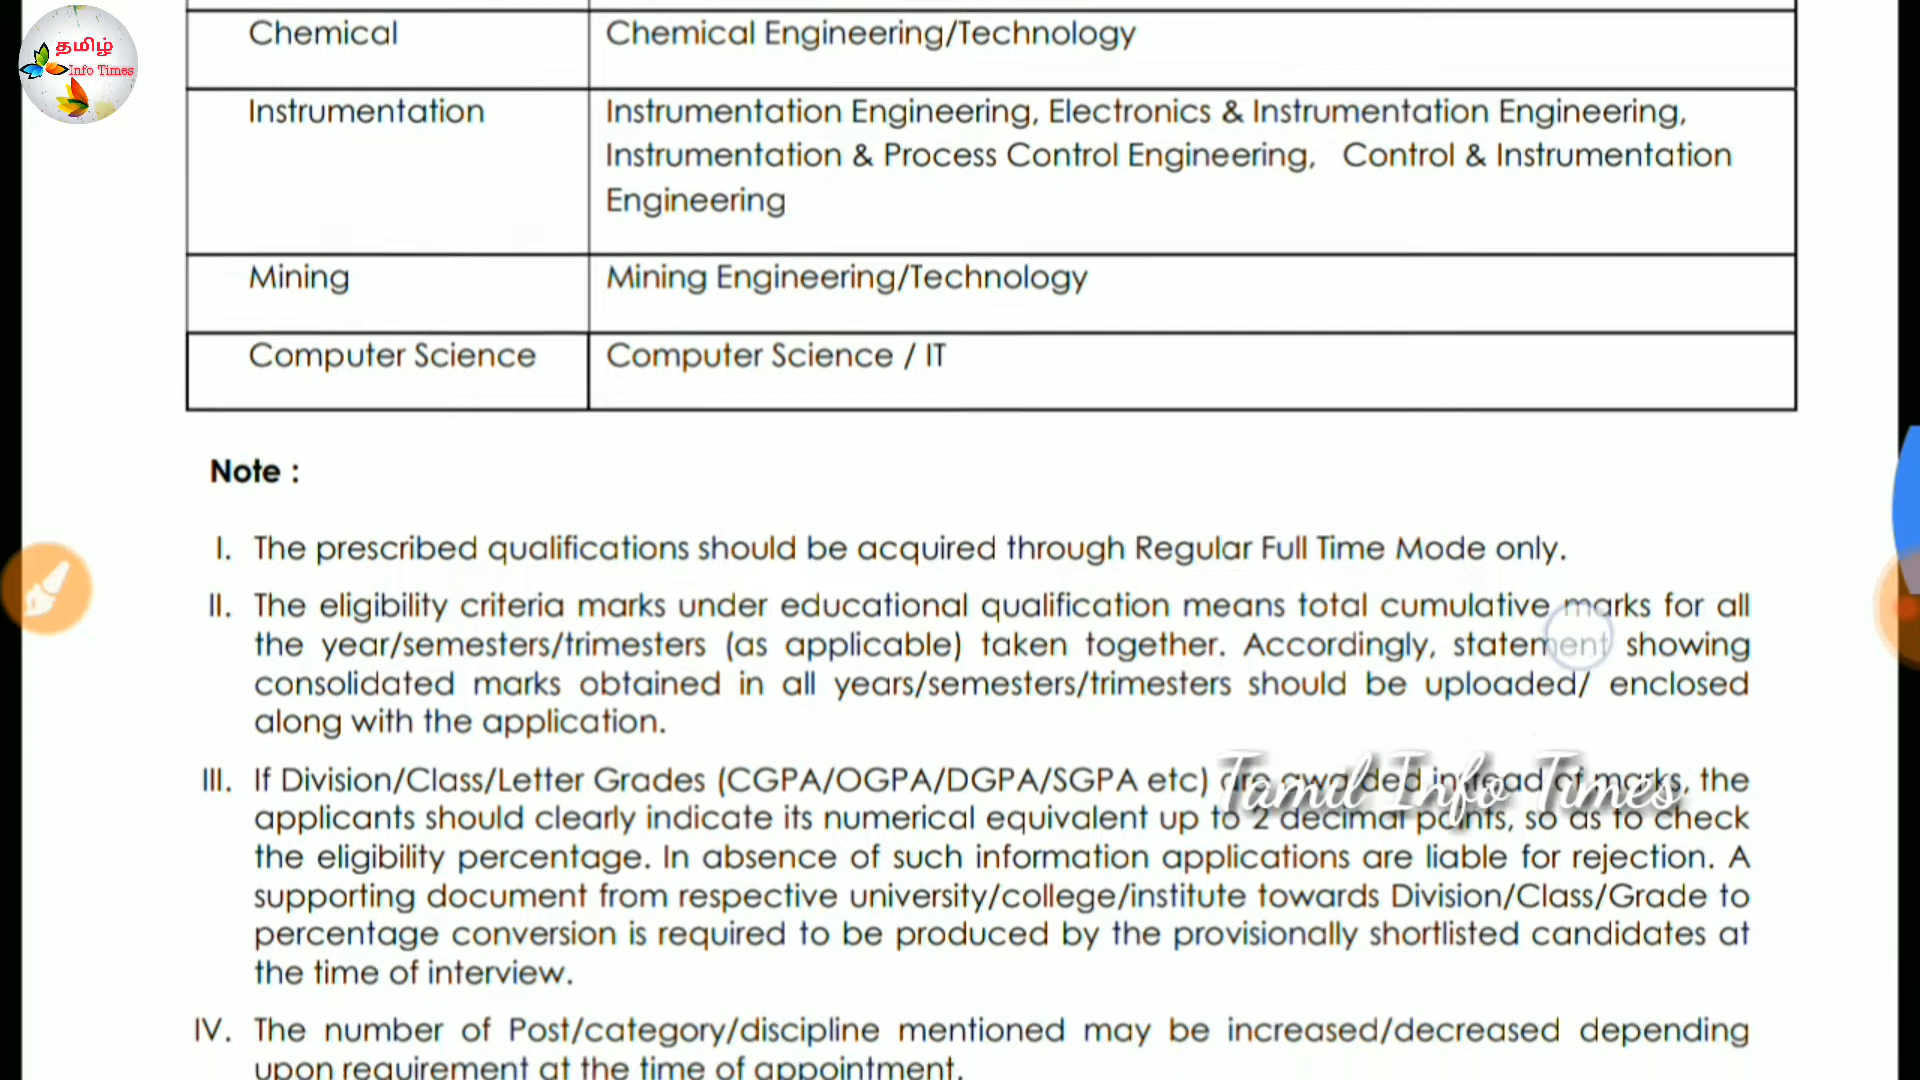 தமிழ்
Info Times
Chemical
Chemical Engineering/Technology
Instrumentation
Instrumentation Engineering, Electronics & Instrumentation Engineering,
Instrumentation & Process Control Engineering, Control & Instrumentation
Engineering
Mining
Mining Engineering/Technology
Computer Science
Computer Science / IT
Note :
I. The prescribed qualifications should be acquired through Regular Full Time Mode only.
II. The eligibility criteria marks under educational qualification means total cumulative marks for all
the year/semesters/trimesters (as applicable) taken together. Accordingly, statement showing
consolidated marks obtained in all years/semesters/trimesters should be uploaded/ enclosed
along with the application.
III. If Division/Class/Letter Grades (CGPA/OGPA/DGPA/SGPA etc) are awarded instead of marks, the
Tamil Info Times
applicants should clearly indicate its numerical equivalent up to 2 decimal points, so as to check
the eligibility percentage. In absence of such information applications are liable for rejection. A
supporting document from respective university/college/institute towards Division/Class/Grade to
percentage conversion is required to be produced by the provisionally shortlisted candidates at
the time of interview.
IV. The number of Post/category/discipline mentioned may be increased/decreased depending
upon requirement at the time of appointment.